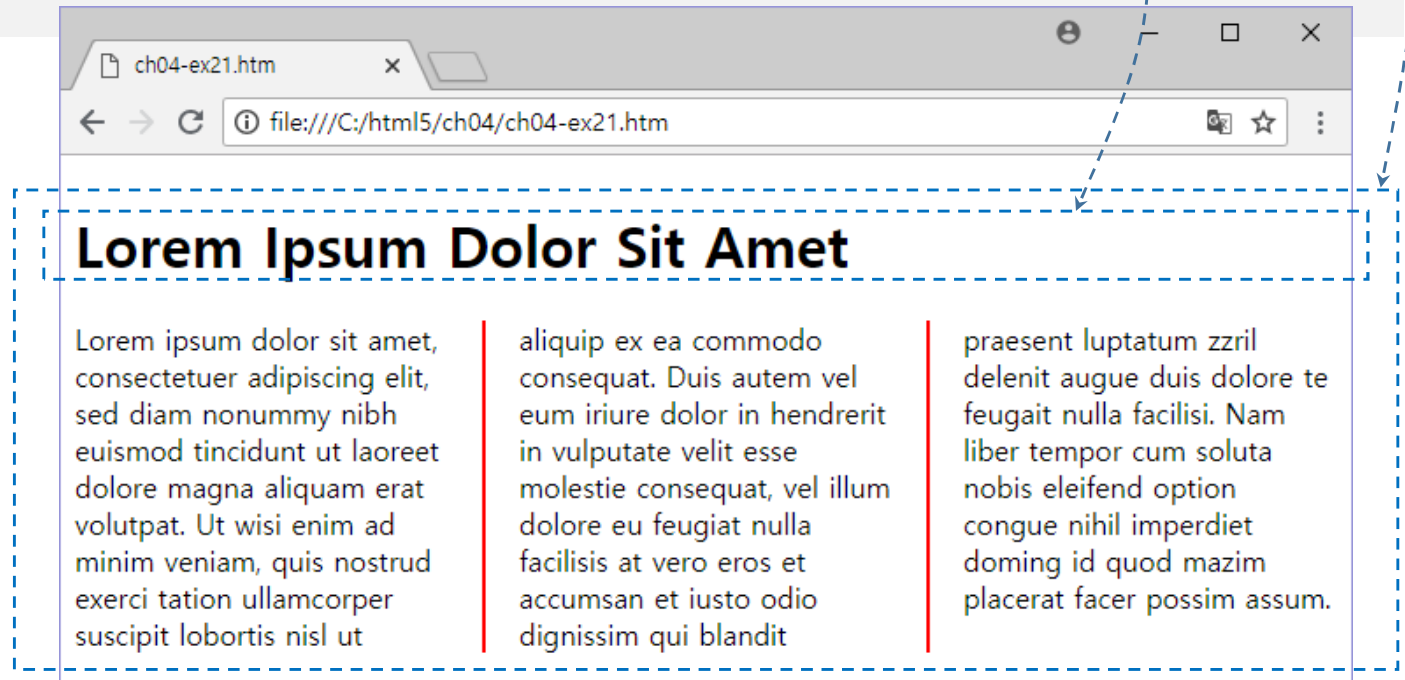 ch04-ex21.htm
file:///C:/html5/ch04/ch04-ex21.htm
Lorem Ipsum Dolor Sit Amet
Lorem ipsum dolor sit amet,
consectetuer adipiscing elit,
sed diam nonummy nibh
euismod tincidunt ut laoreet
dolore magna aliquam erat
volutpat. Ut wisi enim ad
minim veniam, quis nostrud
exerci tation ullamcorper
suscipit lobortis nisl ut
aliquip ex ea commodo
consequat. Duis autem vel
eum iriure dolor in hendrerit
in vulputate velit esse
molestie consequat, vel illum
dolore eu feugiat nulla
facilisis at vero eros et
accumsan et iusto odio
dignissim qui blandit
praesent luptatum zzril
delenit augue duis dolore te
feugait nulla facilisi. Nam
liber tempor cum soluta
nobis eleifend option
congue nihil imperdiet
doming id quod mazim
placerat facer possim assum.